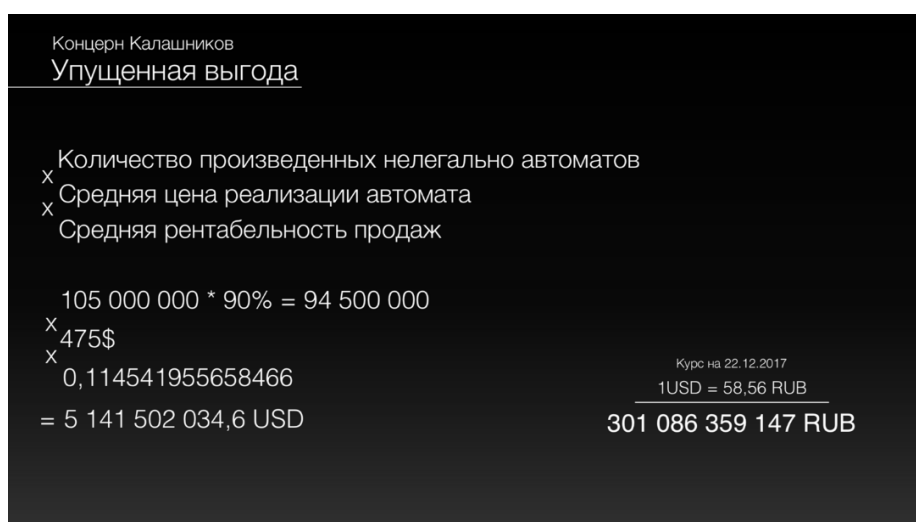 Концерн Калашников
Упущенная выгода
Количество произведенных нелегально автоматов
x
Средняя цена реализации автомата
x
Средняя рентабельность продаж
105 000 000 * 90% = 94 500 000
x
475$
x
0,114541955658466
= 5 141 502 034,6 USD
Курс на 22.12.2017
1USD = 58,56 RUB
301 086 359 147 RUB